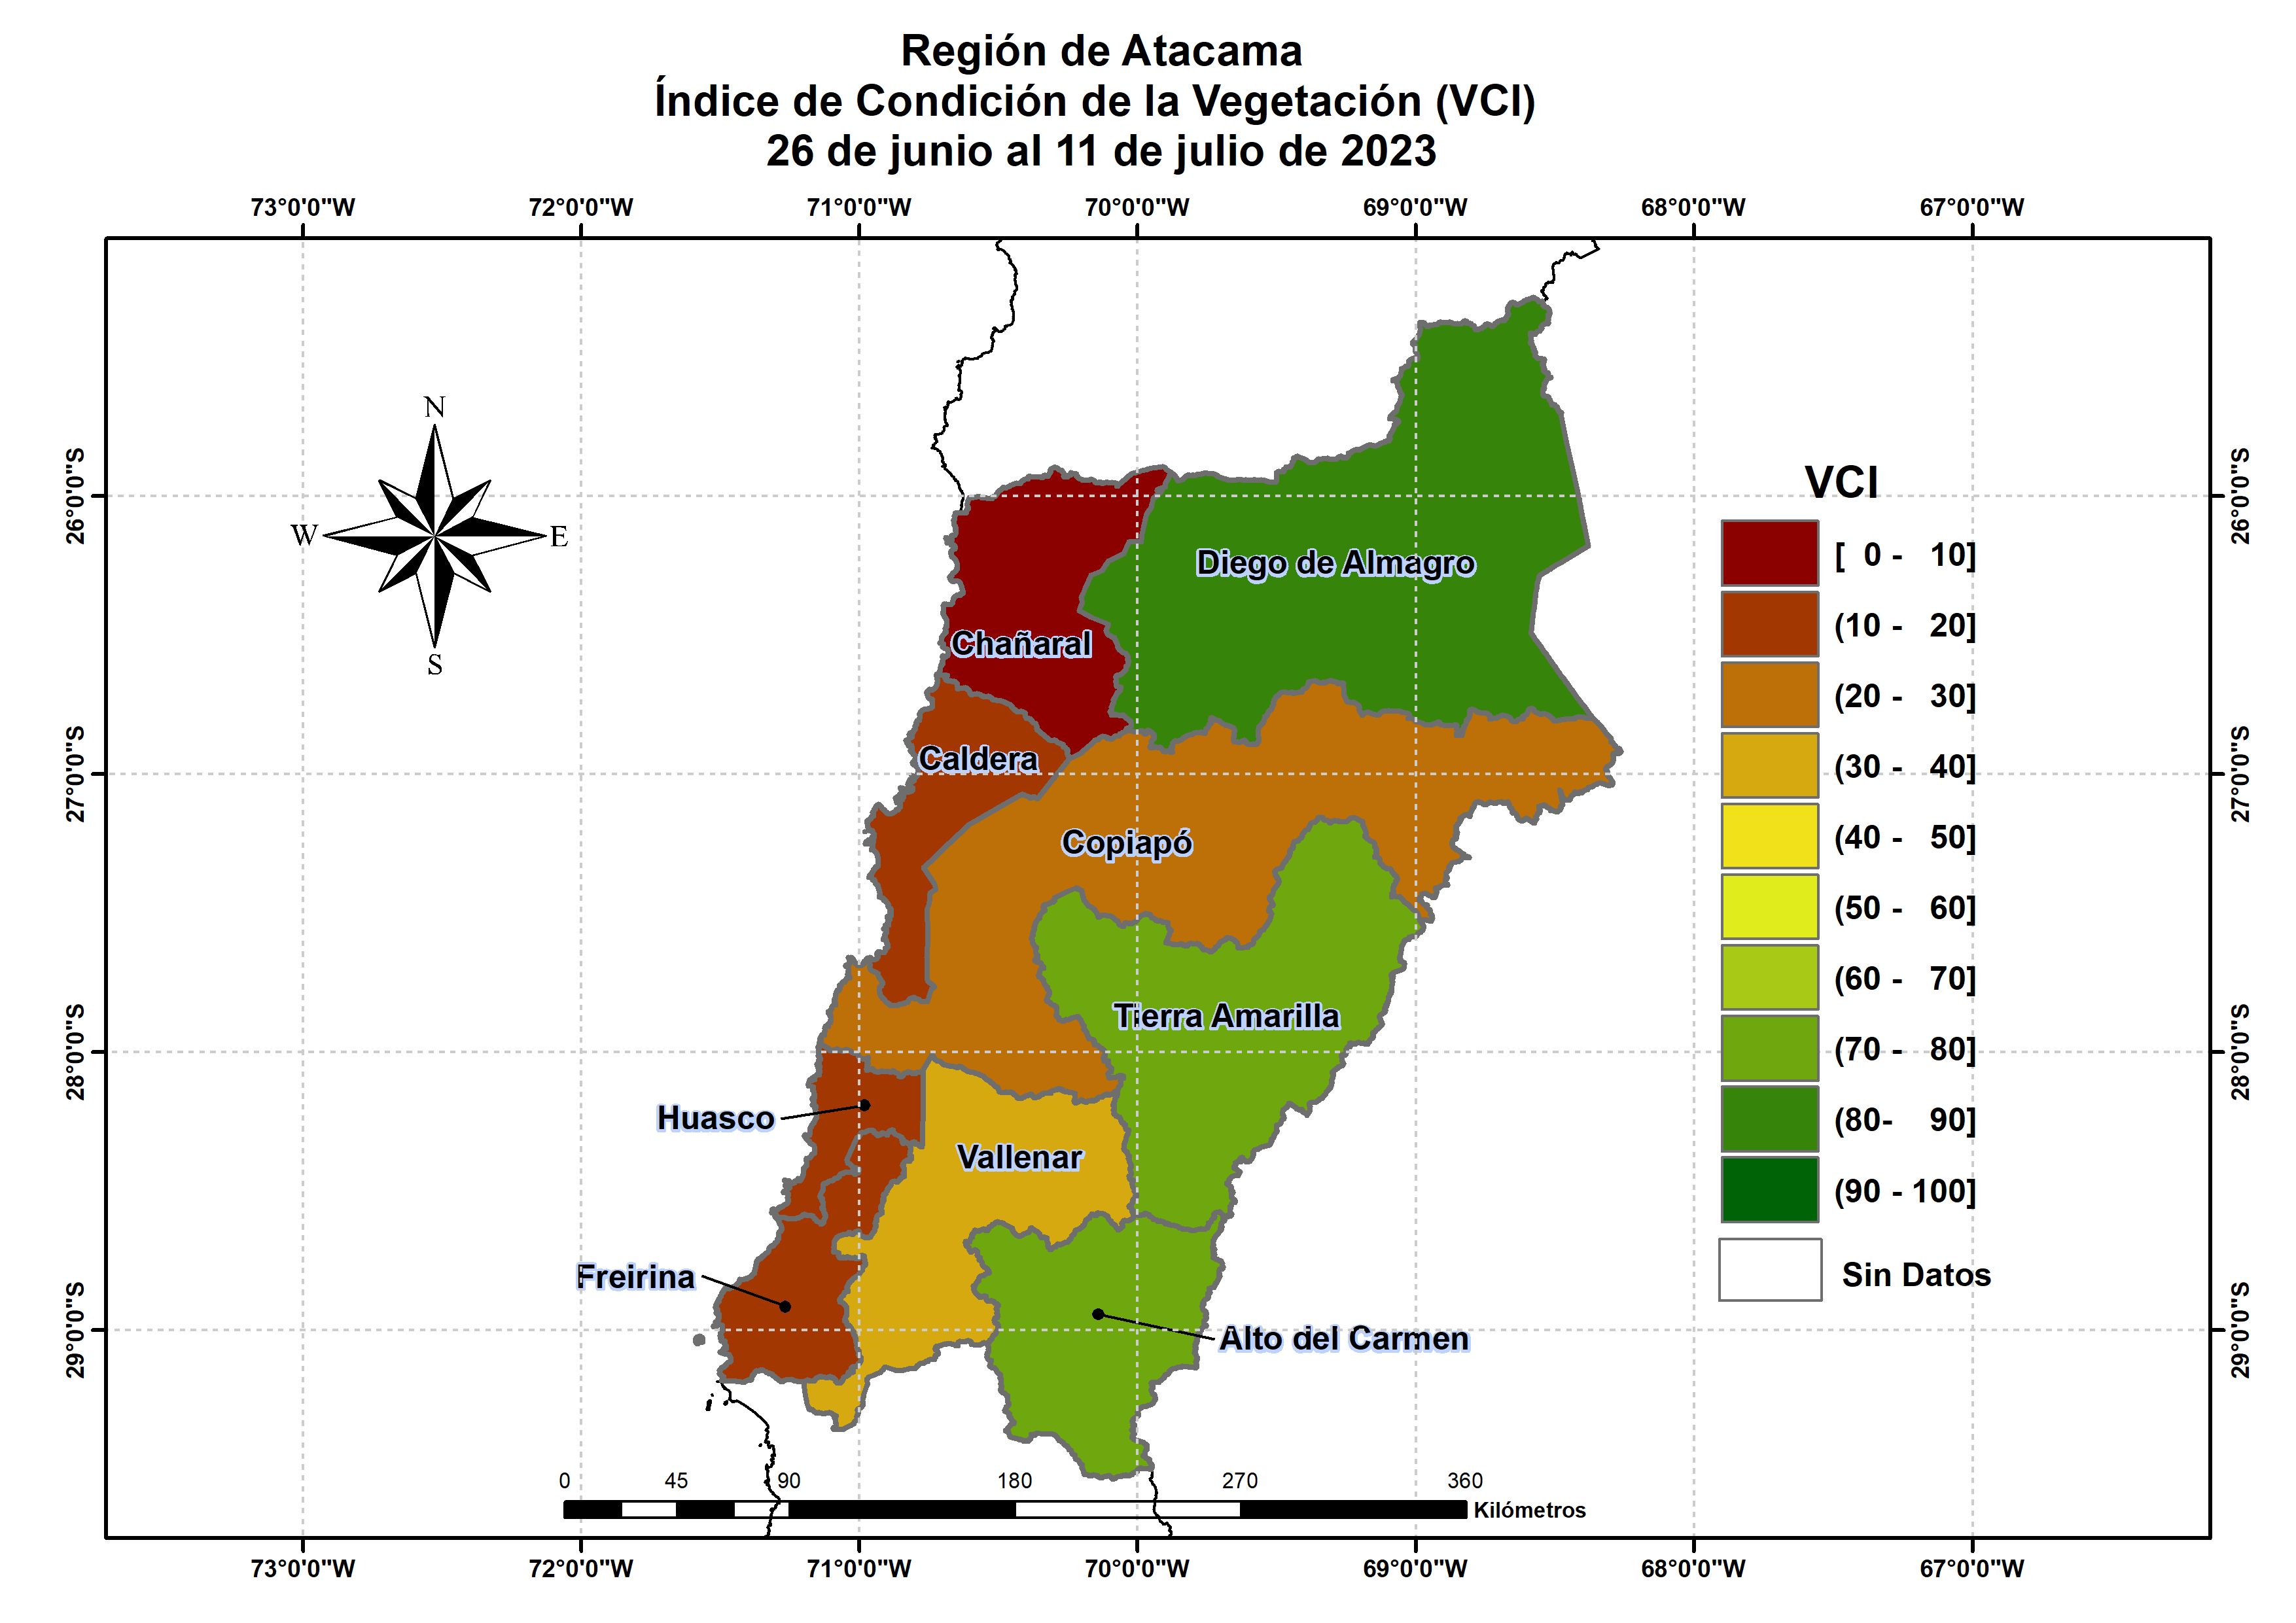 Región de Atacama
Índice de Condición de la Vegetación (VCI)
26 de junio al 11 de julio de 2023
73°0'0"W 72°0'0"W 71°0'0"W 70°0'0"W 69°0'0"W 68°0'0"W 67°0'0"W
N
W E
S
26°0'0"S
27°0'0"S
28°0'0"S
29°0'0"S
Diego de Almagro
Chañaral
Caldera
Copiapó
Tierra Amarilla
Huasco
Vallenar
Freirina
Alto del Carmen
VCI
[ 0 - 10]
(10 - 20]
(20 - 30]
(30 - 40]
(40 - 50]
(50 - 60]
(60 - 70]
(70 - 80]
(80- 90]
(90 - 100]
Sin Datos
26°0'0"S
27°0'0"S
28°0'0"S
29°0'0"S
0 45 90 180 270 360
Kilómetros
73°0'0"W 72°0'0"W 71°0'0"W 70°0'0"W 69°0'0"W 68°0'0"W 67°0'0"W